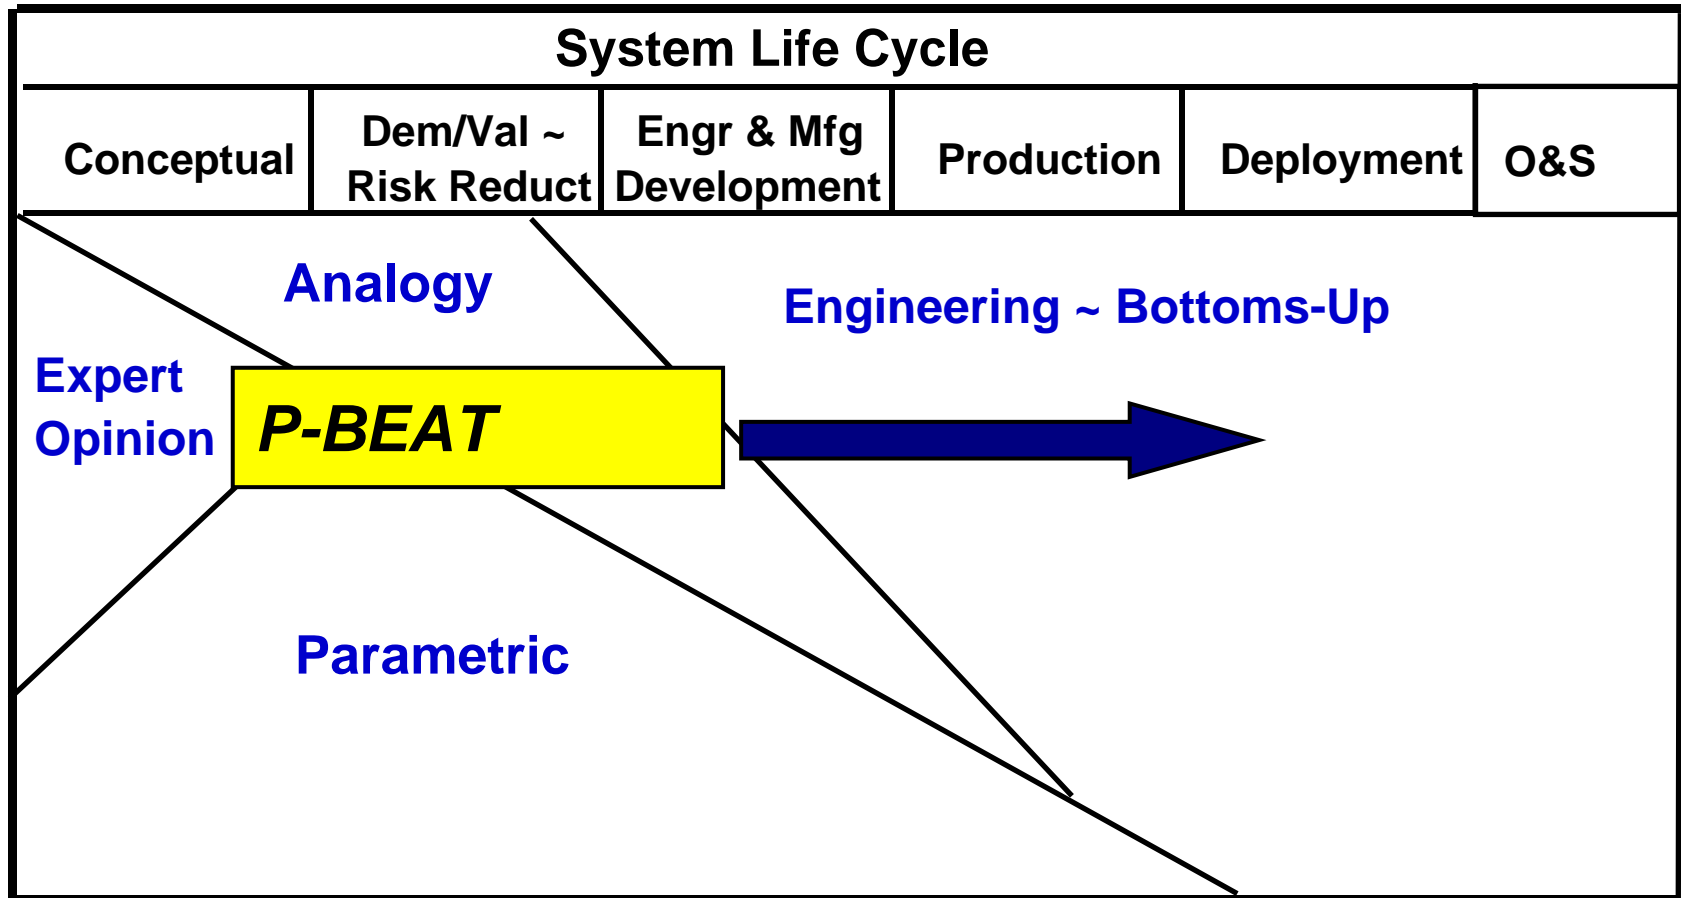 System Life Cycle
Conceptual
Dem/Val ~
Risk Reduct
Engr & Mfg
Development
Production
Deployment
O&S
Analogy
Engineering ~ Bottoms-Up
Expert
Opinion
P-BEAT
Parametric